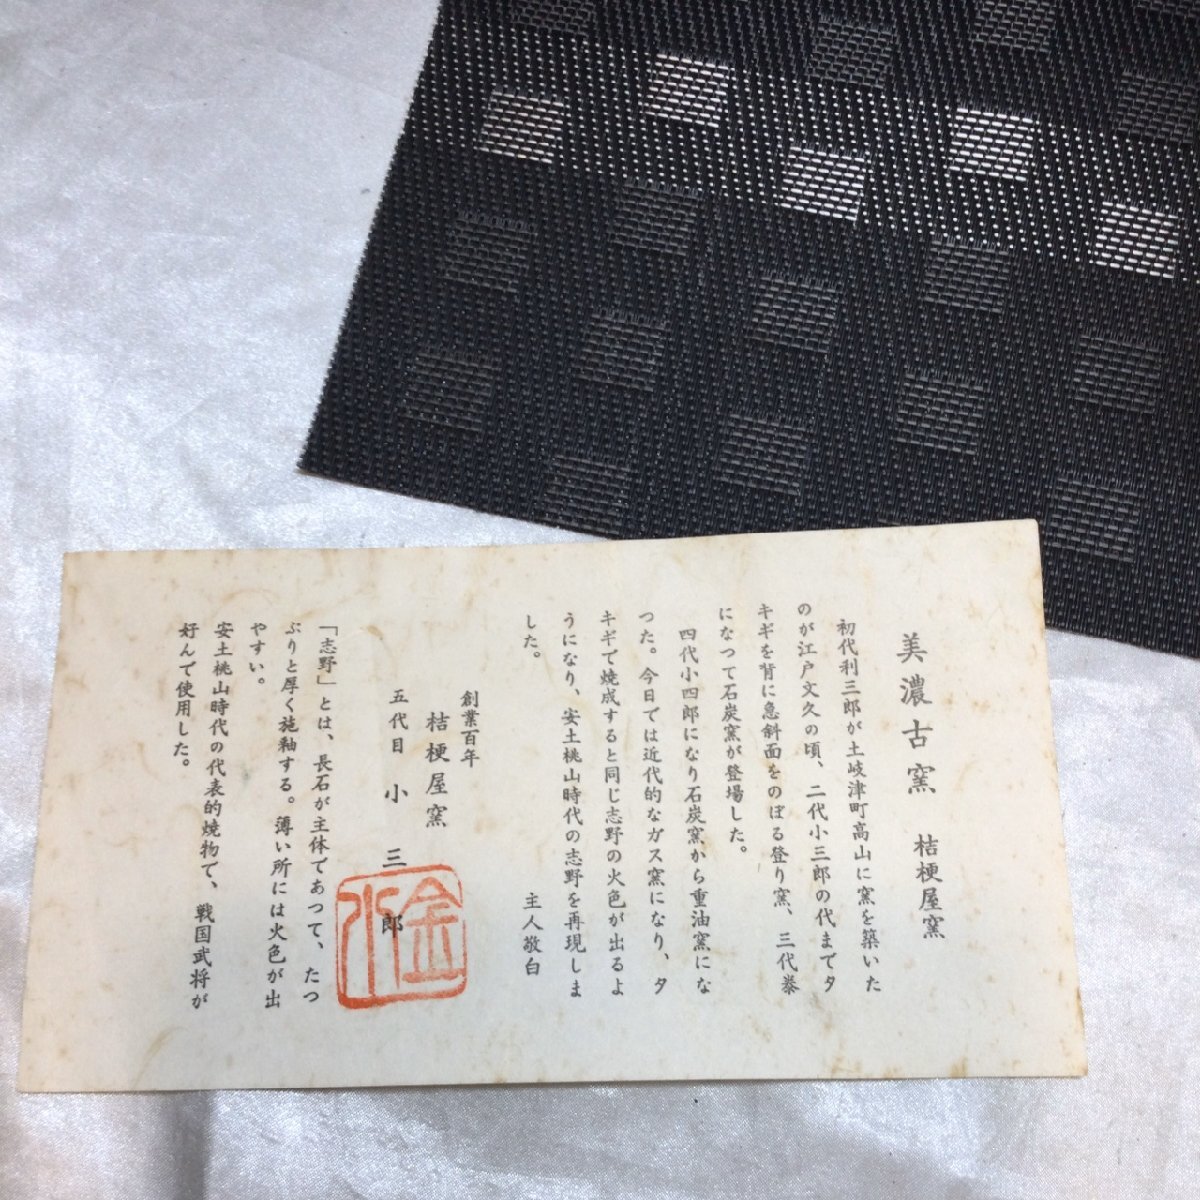 美濃古窯　桔梗屋窯
初代利三郎が土岐津町高山に窯を築いた
のが江戸文久の頃、二代小三郎の代までタ
キギを背に急斜面をのぼる登り窯、三代泰
になつて石炭窯が登場した。
四代小四郎になり石炭窯から重油窯にな
つた。今日では近代的なガス窯になり、タ
キギで焼成すると同じ志野の火色が出るよ
うになり、安土桃山時代の志野を再現しま
した。
主人敬白
創業百年
桔梗屋窯
五代目　小三郎
「志野」とは、長石が主体であつて、たつ
ぷりと厚く施釉する。薄い所には火色が出
やすい。
安土桃山時代の代表的焼物で、戦国武将が
好んで使用した。